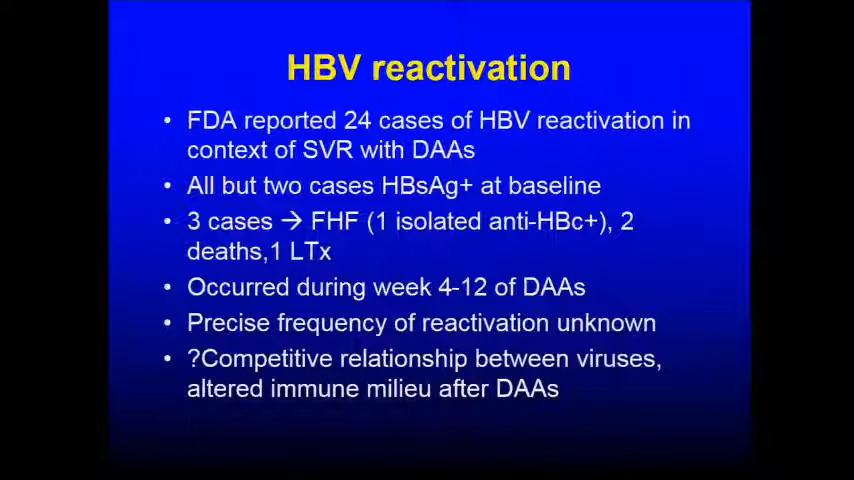 HBV reactivation
• FDA reported 24 cases of HBV reactivation in
context of SVR with DAAs
• All but two cases HBsAg+ at baseline
• 3 cases → FHF (1 isolated anti-HBc+), 2
deaths,1 LTx
• Occurred during week 4-12 of DAAs
• Precise frequency of reactivation unknown
• ?Competitive relationship between viruses,
altered immune milieu after DAAs